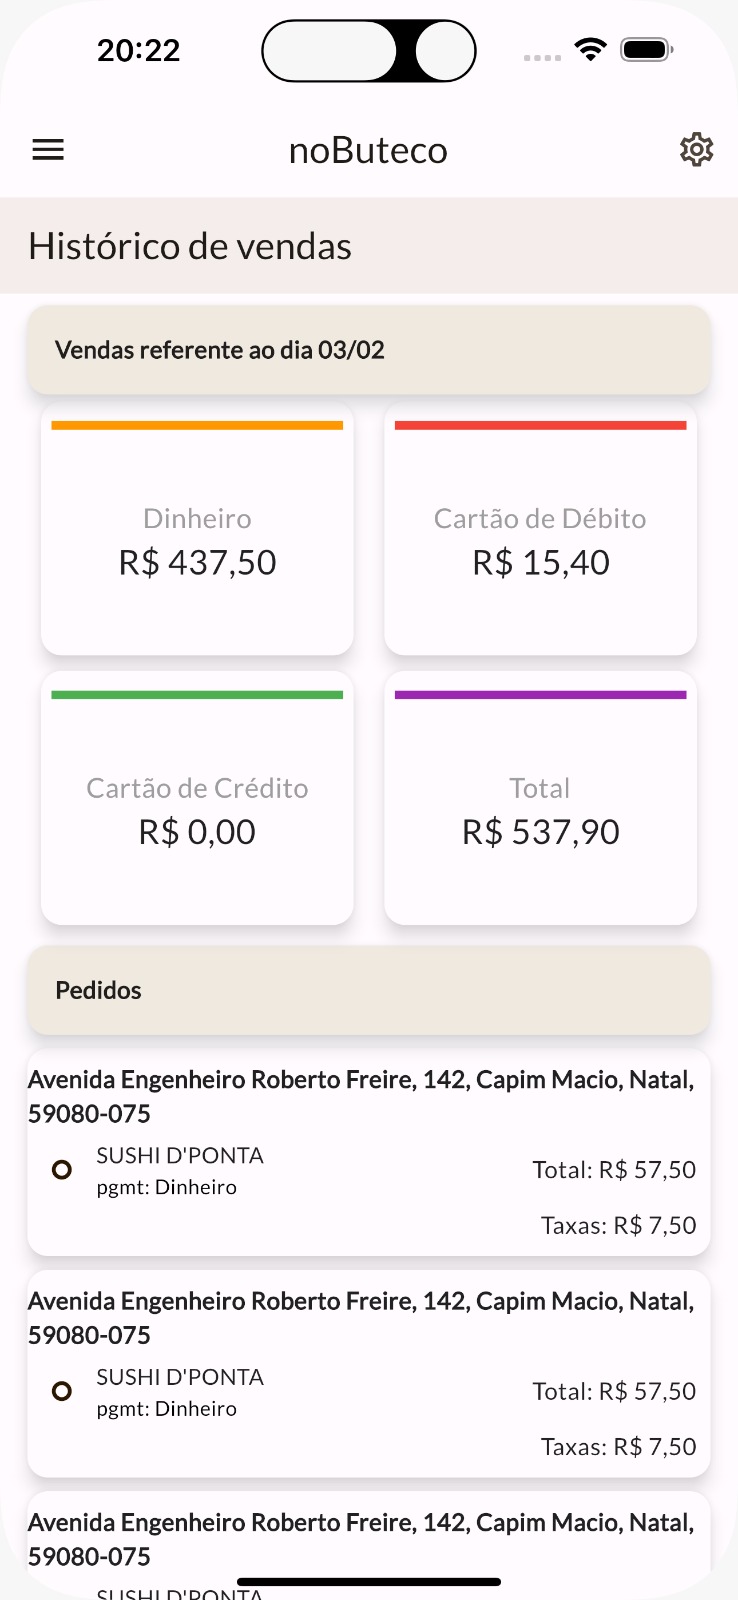 20:22
noButeco
Histórico de vendas
Vendas referente ao dia 03/02
Dinheiro
R$ 437,50
Cartão de Débito
R$ 15,40
Cartão de Crédito
R$ 0,00
Total
R$ 537,90
Pedidos
Avenida Engenheiro Roberto Freire, 142, Capim Macio, Natal,
59080-075
SUSHI D'PONTA
pgmt: Dinheiro
Total: R$ 57,50
Taxas: R$ 7,50
Avenida Engenheiro Roberto Freire, 142, Capim Macio, Natal,
59080-075
SUSHI D'PONTA
pgmt: Dinheiro
Total: R$ 57,50
Taxas: R$ 7,50
Avenida Engenheiro Roberto Freire, 142, Capim Macio, Natal,
59080-075
SUSHI D'PONTA